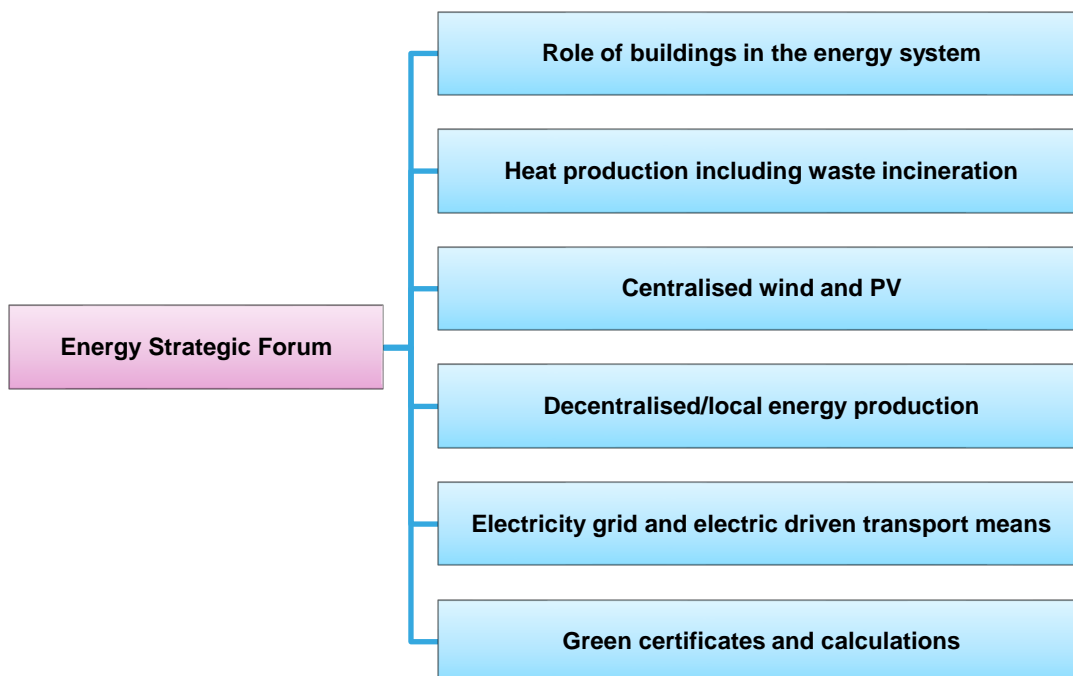 Role of buildings in the energy system
Heat production including waste incineration
Centralised wind and PV
Energy Strategic Forum
Decentralised/local energy production
Electricity grid and electric driven transport means
Green certificates and calculations